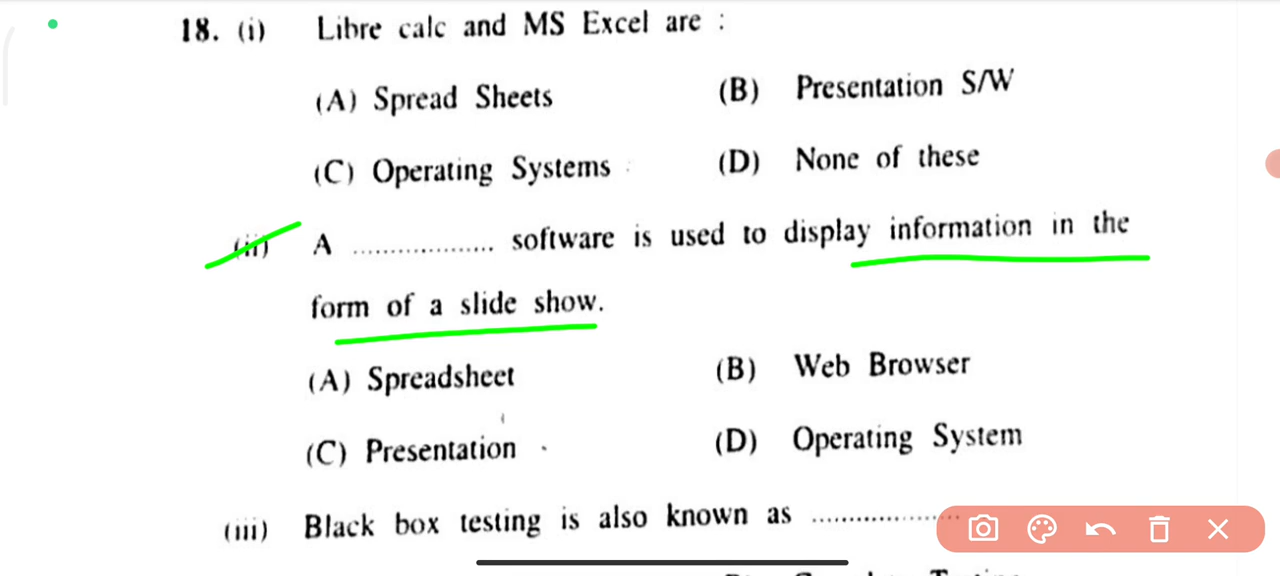 18. (i) Libre calc and MS Excel are :
(A) Spread Sheets (B) Presentation S/W
(C) Operating Systems (D) None of these
(ii) A .................. software is used to display information in the
form of a slide show.
(A) Spreadsheet (B) Web Browser
(C) Presentation (D) Operating System
(iii) Black box testing is also known as ..................